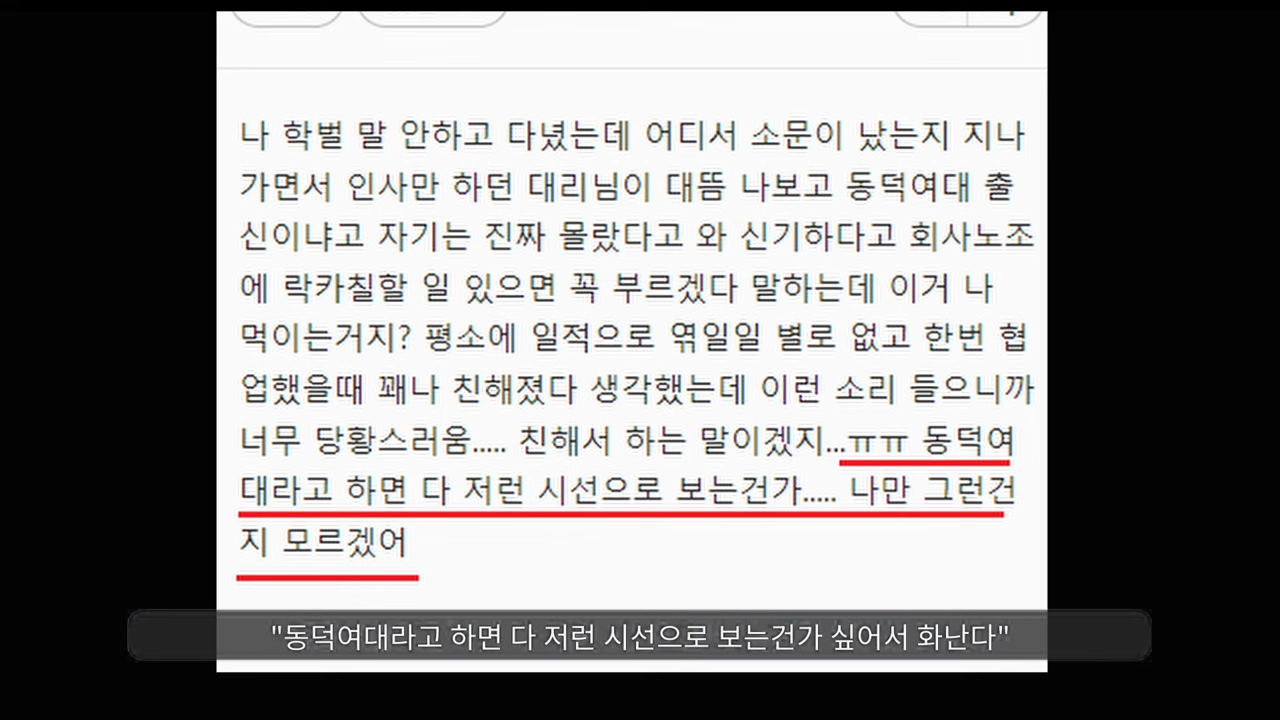 나 학벌 말 안하고 다녔는데 어디서 소문이 났는지 지나
가면서 인사만 하던 대리님이 대뜸 나보고 동덕여대 출
신이냐고 자기는 진짜 몰랐다고 와 신기하다고 회사노조
에 락카칠할 일 있으면 꼭 부르겠다 말하는데 이거 나
먹이는거지? 평소에 일적으로 엮일일 별로 없고 한번 협
업했을때 꽤나 친해졌다 생각했는데 이런 소리 들으니까
너무 당황스러움..... 친해서 하는 말이겠지...ㅠㅠ 동덕여
대라고 하면 다 저런 시선으로 보는건가..... 나만 그런건
지 모르겠어
"동덕여대라고 하면 다 저런 시선으로 보는건가 싶어서 화난다"